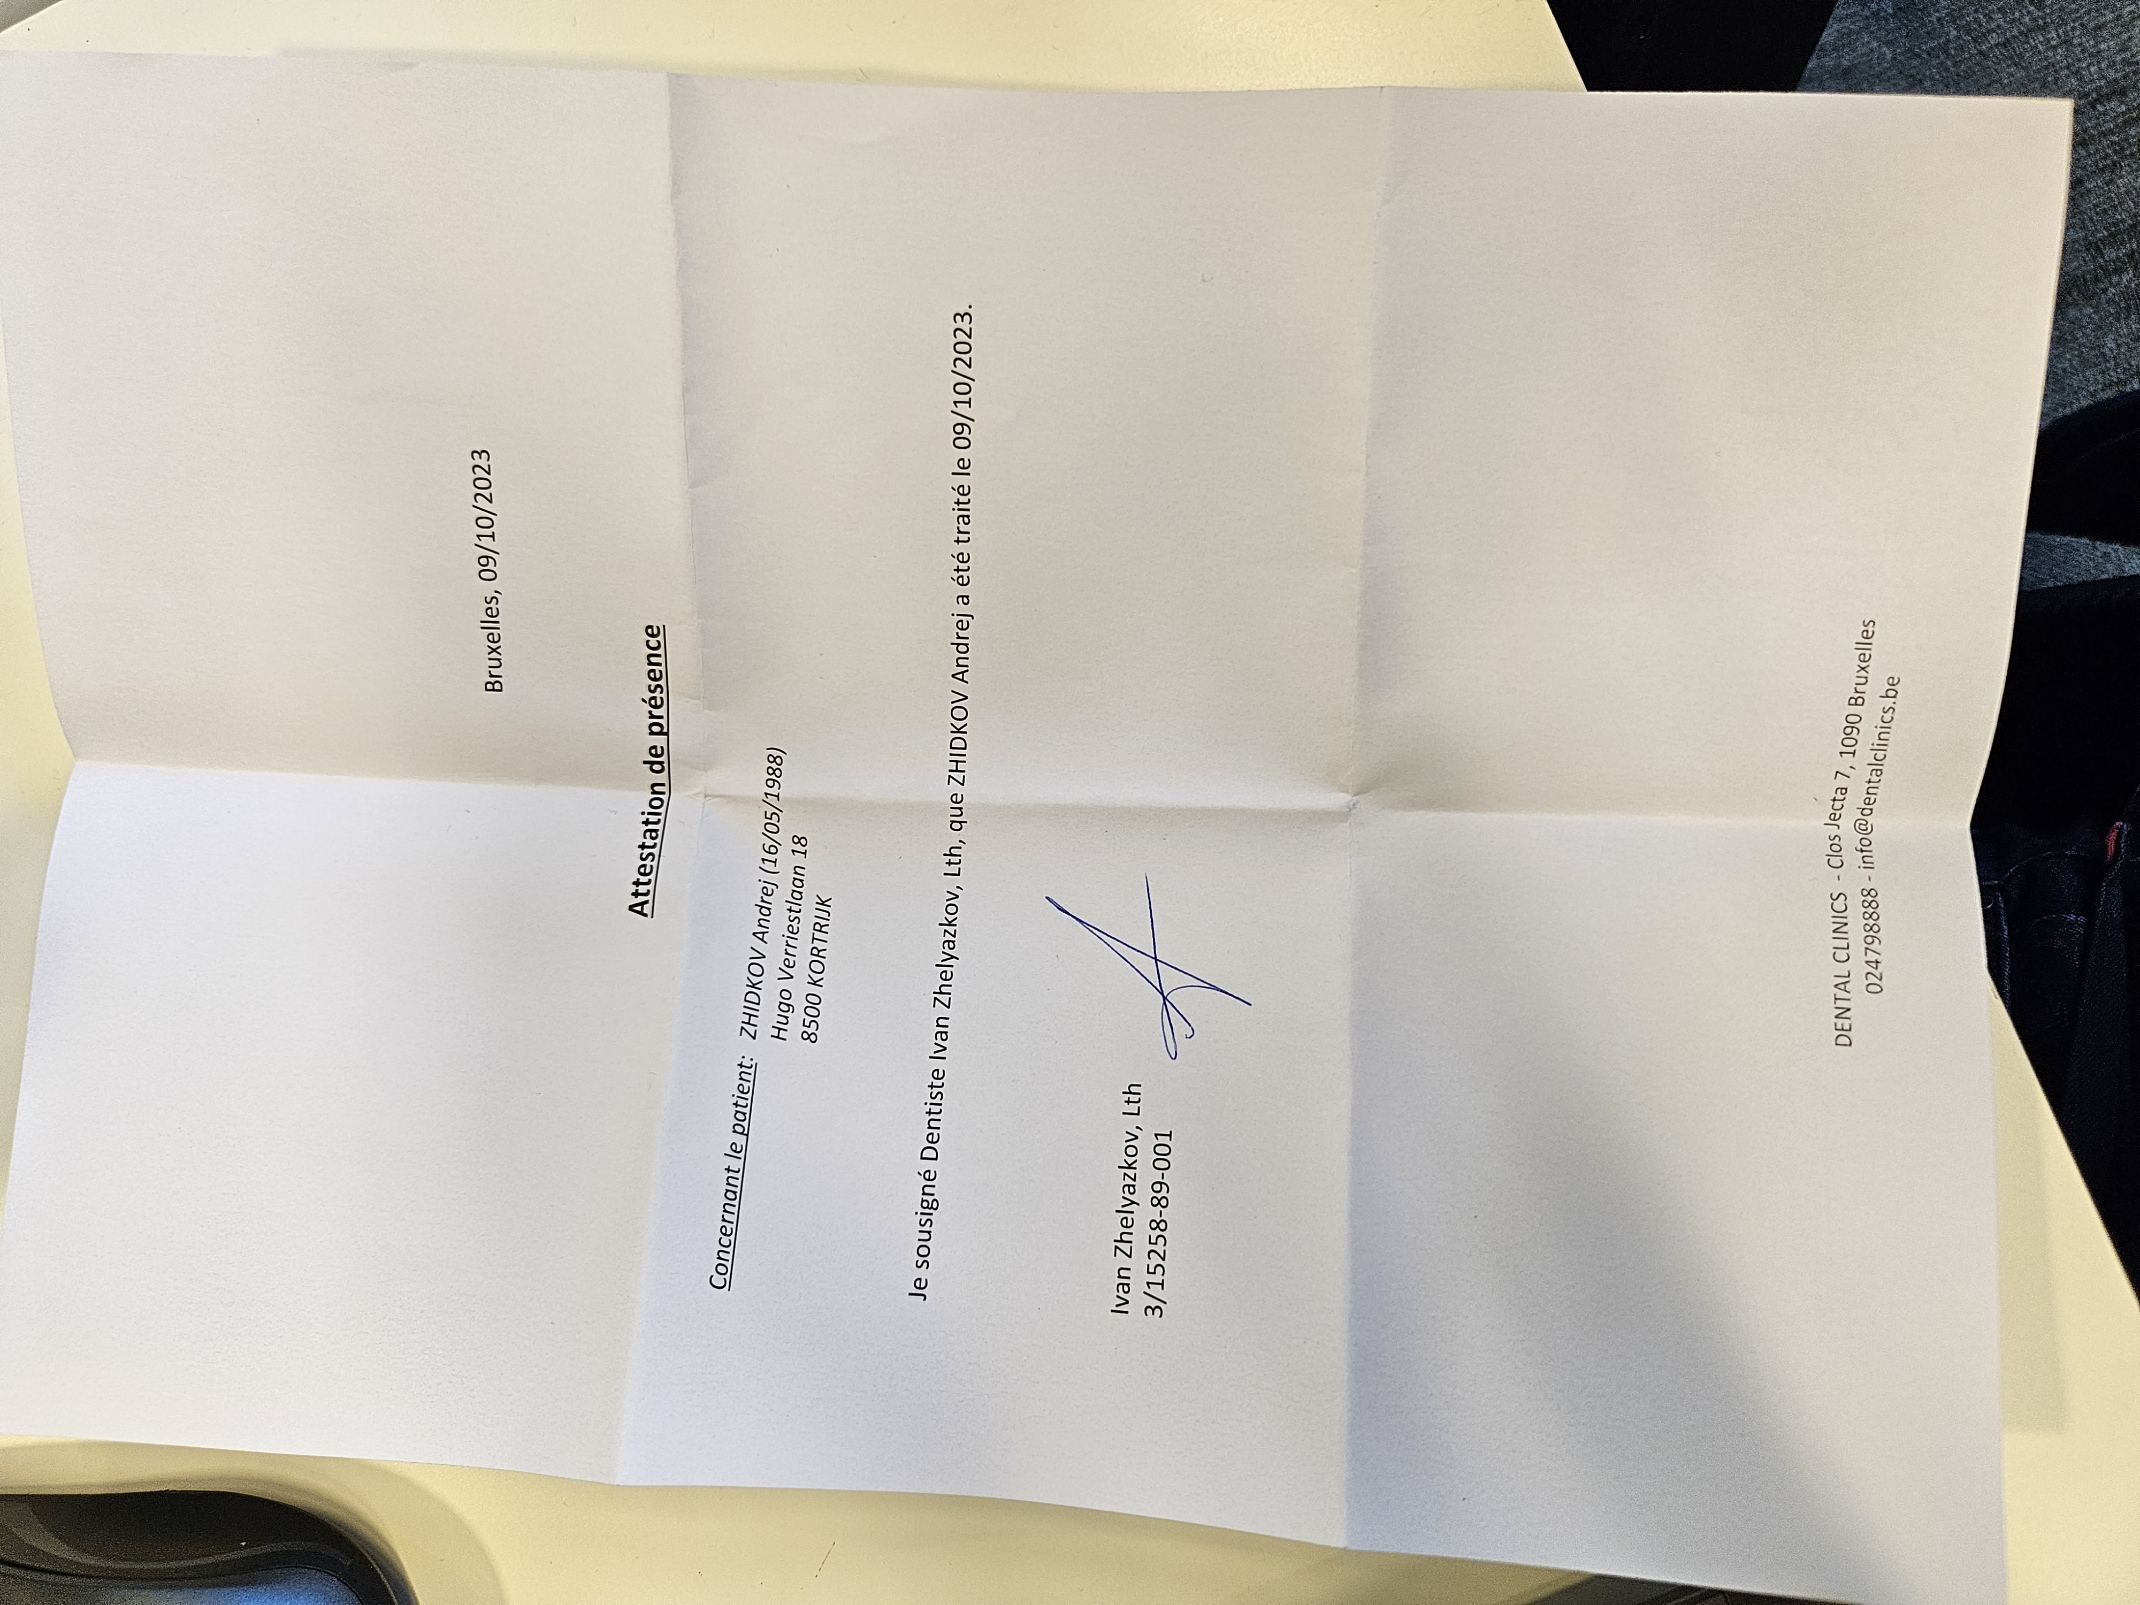 Bruxelles, 09/10/2023
Attestation de présence
Concernant le patient: ZHIDKOV Andrej (16/05/1988)
Hugo Verriestlaan 18
8500 KORTRIJK
Je sousigné Dentiste Ivan Zhelyazkov, Lth, que ZHIDKOV Andrej a été traité le 09/10/2023.
Ivan Zhelyazkov, Lth
3/15258-89-001
DENTAL CLINICS - Clos Jecta 7, 1090 Bruxelles
024798888 - info@dentalclinics.be